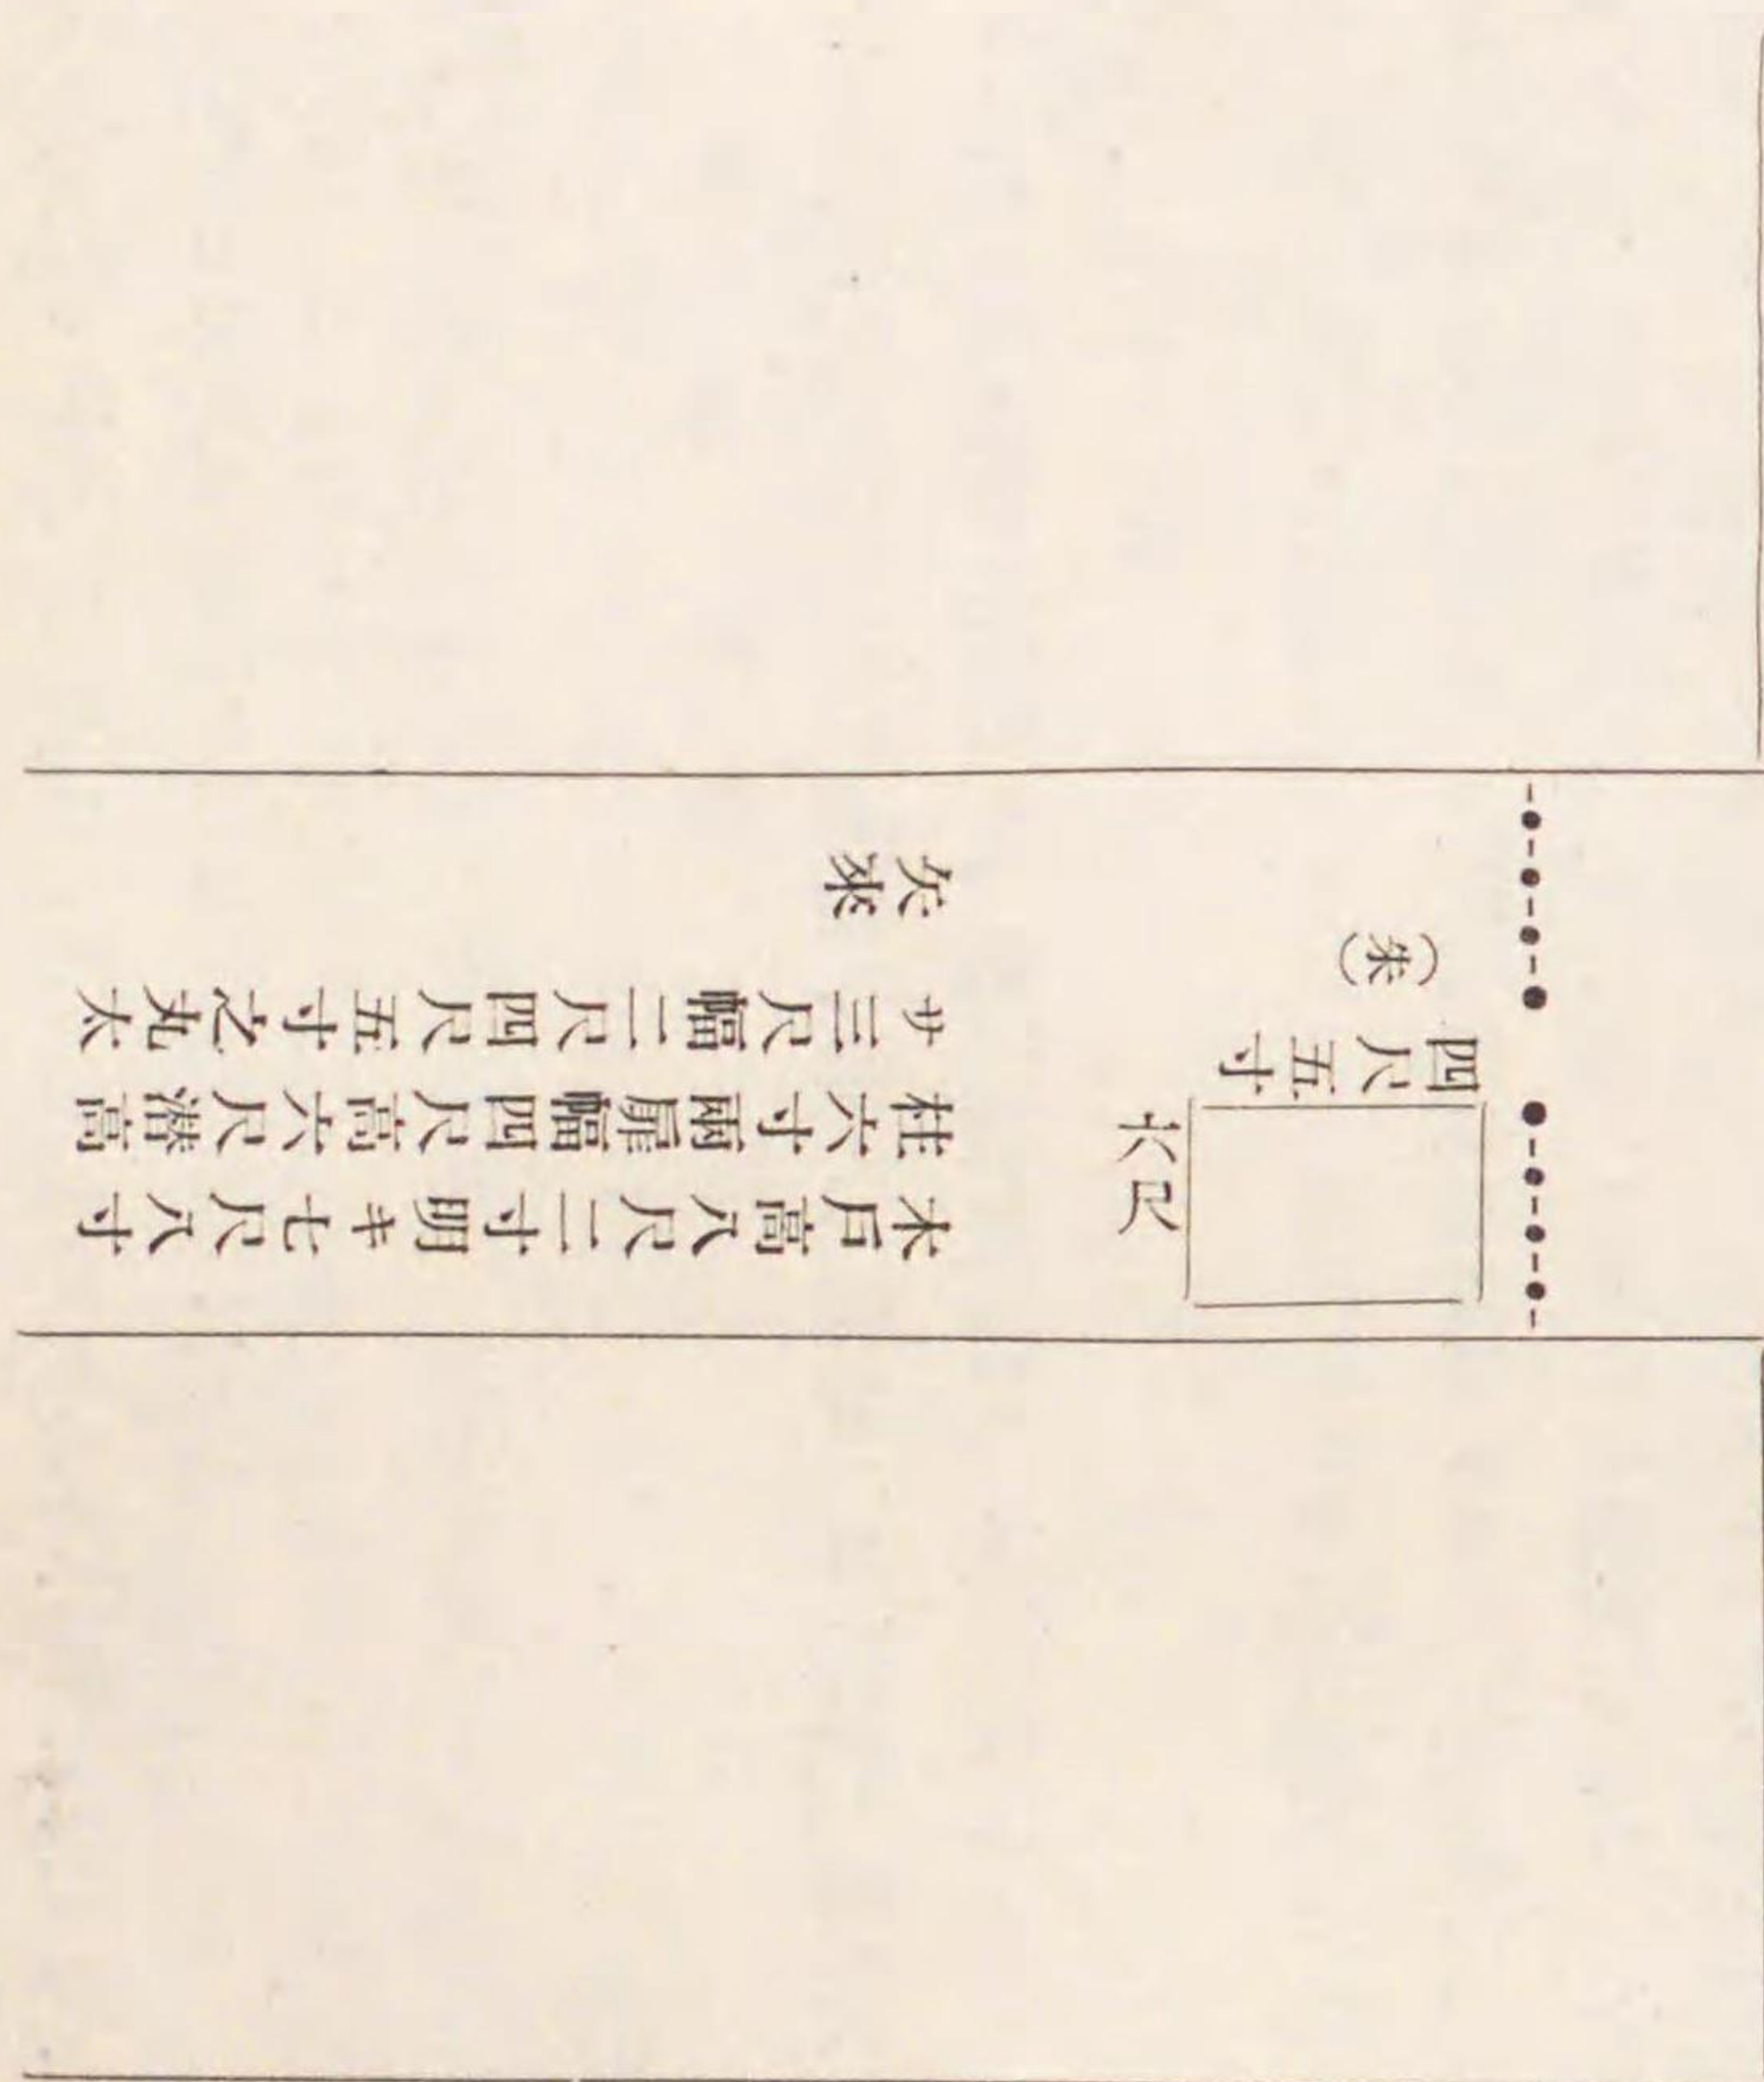 六尺
四尺五寸
(朱)
木戸高八尺二寸明キ七尺八寸
柱六寸兩扉幅四尺高六尺潜高
サ三尺幅二尺四尺五寸之丸太
矢來